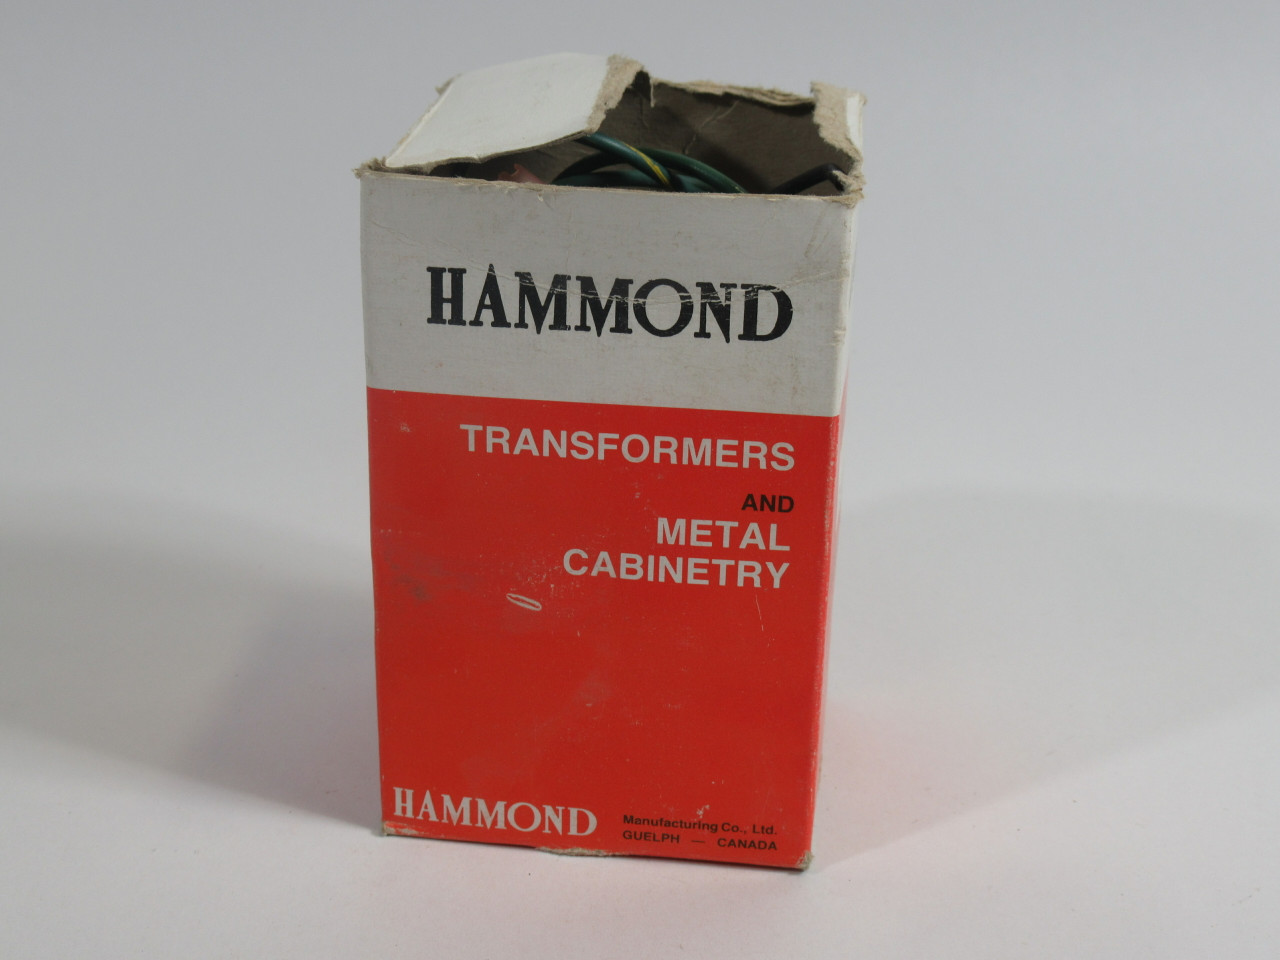 HAMMOND
TRANSFORMERS
AND
METAL
CABINETRY
HAMMOND Manufacturing Co., Ltd.
GUELPH — CANADA